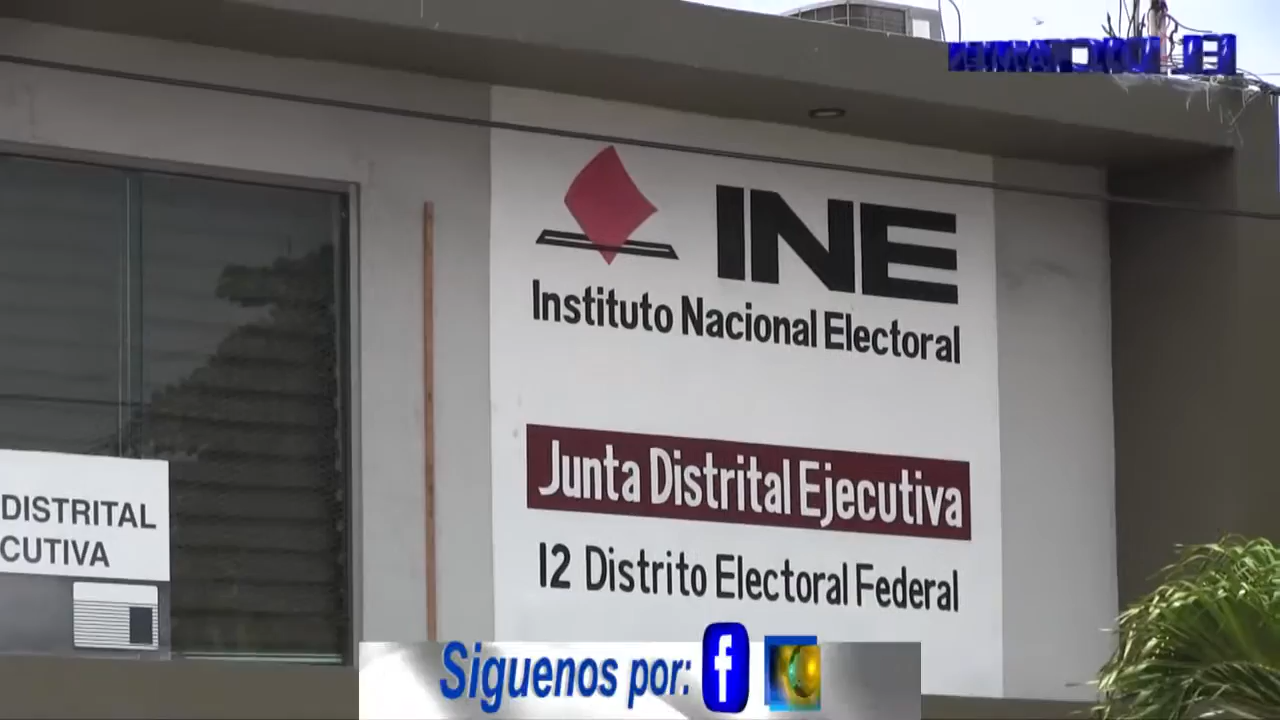 INE
Instituto Nacional Electoral
Junta Distrital Ejecutiva
12 Distrito Electoral Federal
DISTRITAL
CUTIVA
Siguenos por: